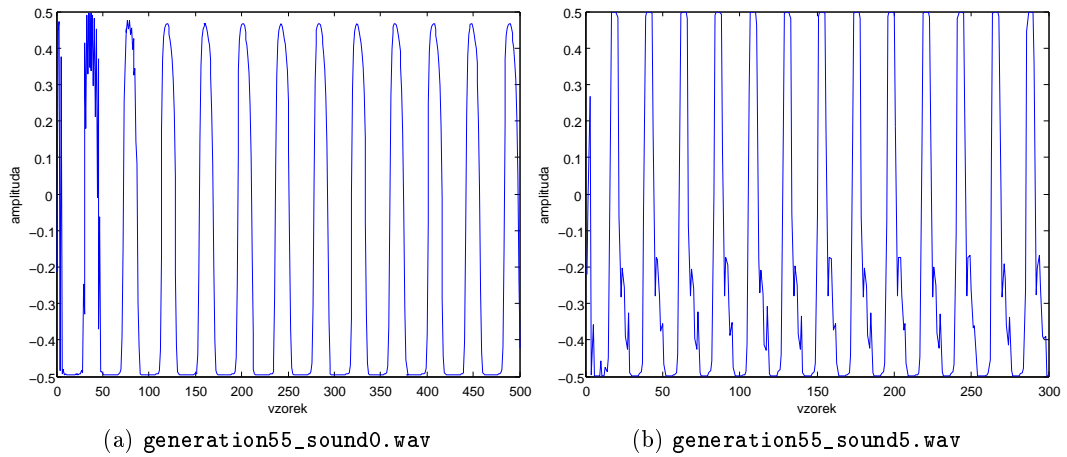 0.5
0.4
0.3
0.2
0.1
0
−0.1
−0.2
−0.3
−0.4
−0.5
amplituda
0 50 100 150 200 250 300 350 400 450 500
vzorek
(a) generation55_sound0.wav
0.5
0.4
0.3
0.2
0.1
0
−0.1
−0.2
−0.3
−0.4
−0.5
amplituda
0 50 100 150 200 250 300
vzorek
(b) generation55_sound5.wav